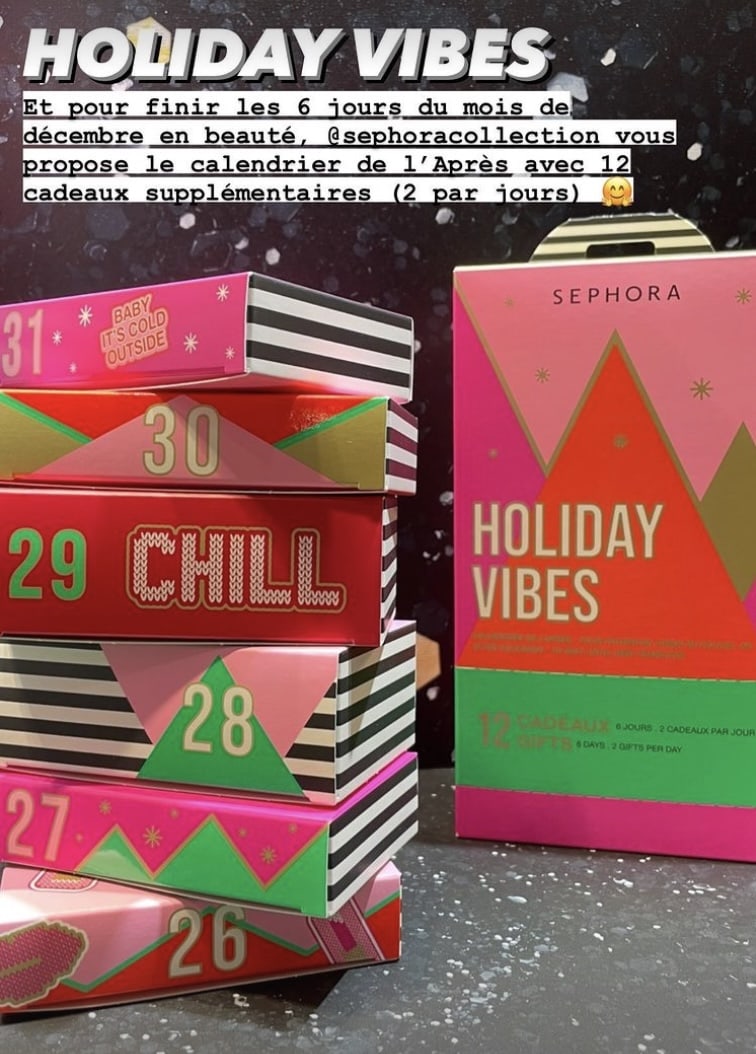 HOLIDAY VIBES
Et pour finir les 6 jours du mois de
décembre en beauté, @sephoracollection vous
propose le calendrier de l’Après avec 12
cadeaux supplémentaires (2 par jours) 🤗
SEPHORA
31
BABY
IT'S COLD
OUTSIDE
30
29 CHILL
28
27
26
HOLIDAY
VIBES
12 CADEAUX 6 JOURS . 2 CADEAUX PAR JOUR
GIFTS 6 DAYS . 2 GIFTS PER DAY